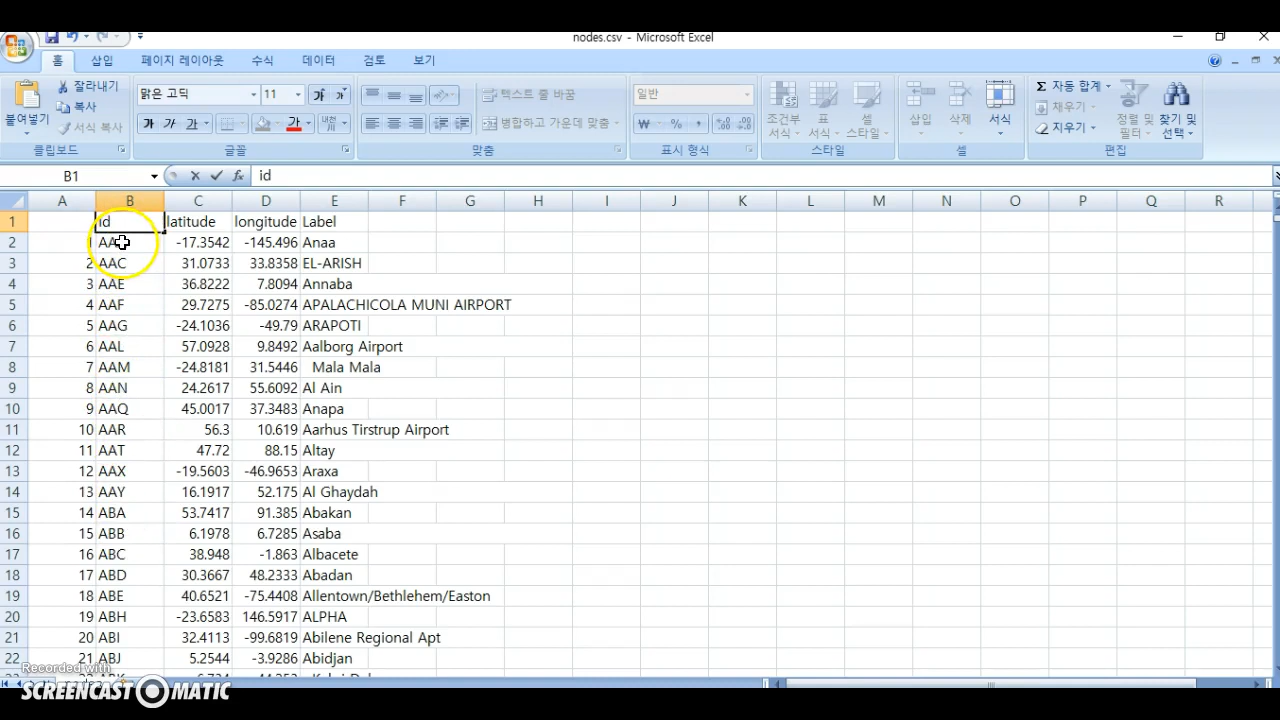 nodes.csv - Microsoft Excel
홈 삽입 페이지 레이아웃 수식 데이터 검토 보기
붙여넣기 잘라내기 복사 서식 복사 클립보드
맑은 고딕 11 가 가 가 가 가 가 내천 글꼴
텍스트 줄 바꿈 병합하고 가운데 맞춤 맞춤
일반 ₩ % , 표시 형식
조건부 서식 표 서식 셀 스타일 스타일
삽입 삭제 서식 셀
Σ 자동 합계 채우기 지우기 정렬 및 필터 찾기 및 선택 편집
B1 fx id
A B C D E F G H I J K L M N O P Q R
1 id latitude longitude Label
2 1 -17.3542 -145.496 Anaa
3 2 AAC 31.0733 33.8358 EL-ARISH
4 3 AAE 36.8222 7.8094 Annaba
5 4 AAF 29.7275 -85.0274 APALACHICOLA MUNI AIRPORT
6 5 AAG -24.1036 -49.79 ARAPOTI
7 6 AAL 57.0928 9.8492 Aalborg Airport
8 7 AAM -24.8181 31.5446 Mala Mala
9 8 AAN 24.2617 55.6092 Al Ain
10 9 AAQ 45.0017 37.3483 Anapa
11 10 AAR 56.3 10.619 Aarhus Tirstrup Airport
12 11 AAT 47.72 88.15 Altay
13 12 AAX -19.5603 -46.9653 Araxa
14 13 AAY 16.1917 52.175 Al Ghaydah
15 14 ABA 53.7417 91.385 Abakan
16 15 ABB 6.1978 6.7285 Asaba
17 16 ABC 38.948 -1.863 Albacete
18 17 ABD 30.3667 48.2333 Abadan
19 18 ABE 40.6521 -75.4408 Allentown/Bethlehem/Easton
20 19 ABH -23.6583 146.5917 ALPHA
21 20 ABI 32.4113 -99.6819 Abilene Regional Apt
22 21 ABJ 5.2544 -3.9286 Abidjan
Recorded with
SCREENCAST MATIC